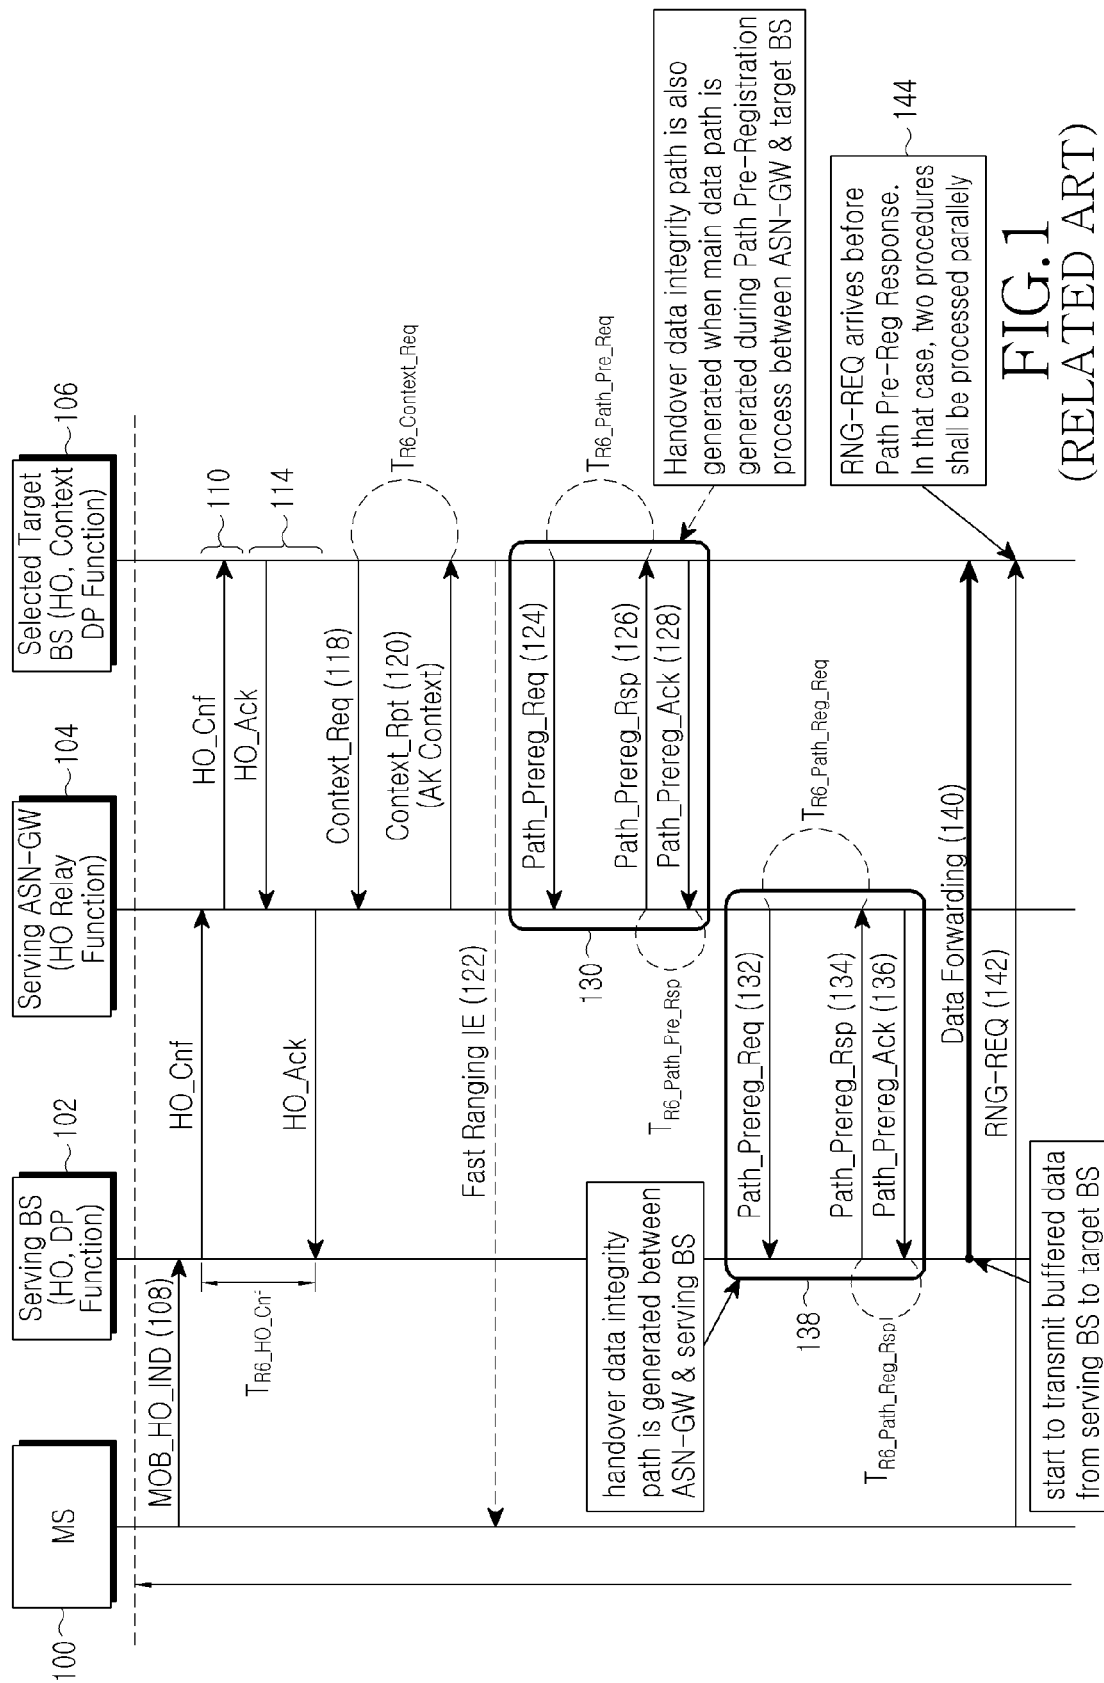 100
MS
Serving BS
(HO, DP
Function)
102
Serving ASN-GW
(HO Relay
Function)
104
Selected Target
BS (HO, Context
DP Function)
106
MOB_HO_IND (108)
HO_Cnf
HO_Cnf
110
HO_Ack
114
HO_Ack
TR6_HO_Cnf
Context_Req (118)
TR6_Context_Req
Context_Rpt (120)
(AK Context)
Fast Ranging IE (122)
Path_Prereg_Req (124)
TR6_Path_Pre_Req
Path_Prereg_Rsp (126)
Path_Prereg_Ack (128)
130
TR6_Path_Pre_Rsp
Handover data integrity path is also
generated when main data path is
generated during Path Pre-Registration
process between ASN-GW & target BS
handover data integrity
path is generated between
ASN-GW & serving BS
Path_Prereg_Req (132)
TR6_Path_Reg_Req
Path_Prereg_Rsp (134)
Path_Prereg_Ack (136)
138
TR6_Path_Reg_Rsp
RNG-REQ arrives before
Path Pre-Reg Response.
In that case, two procedures
shall be processed parallely
144
Data Forwarding (140)
RNG-REQ (142)
start to transmit buffered data
from serving BS to target BS
FIG.1
(RELATED ART)